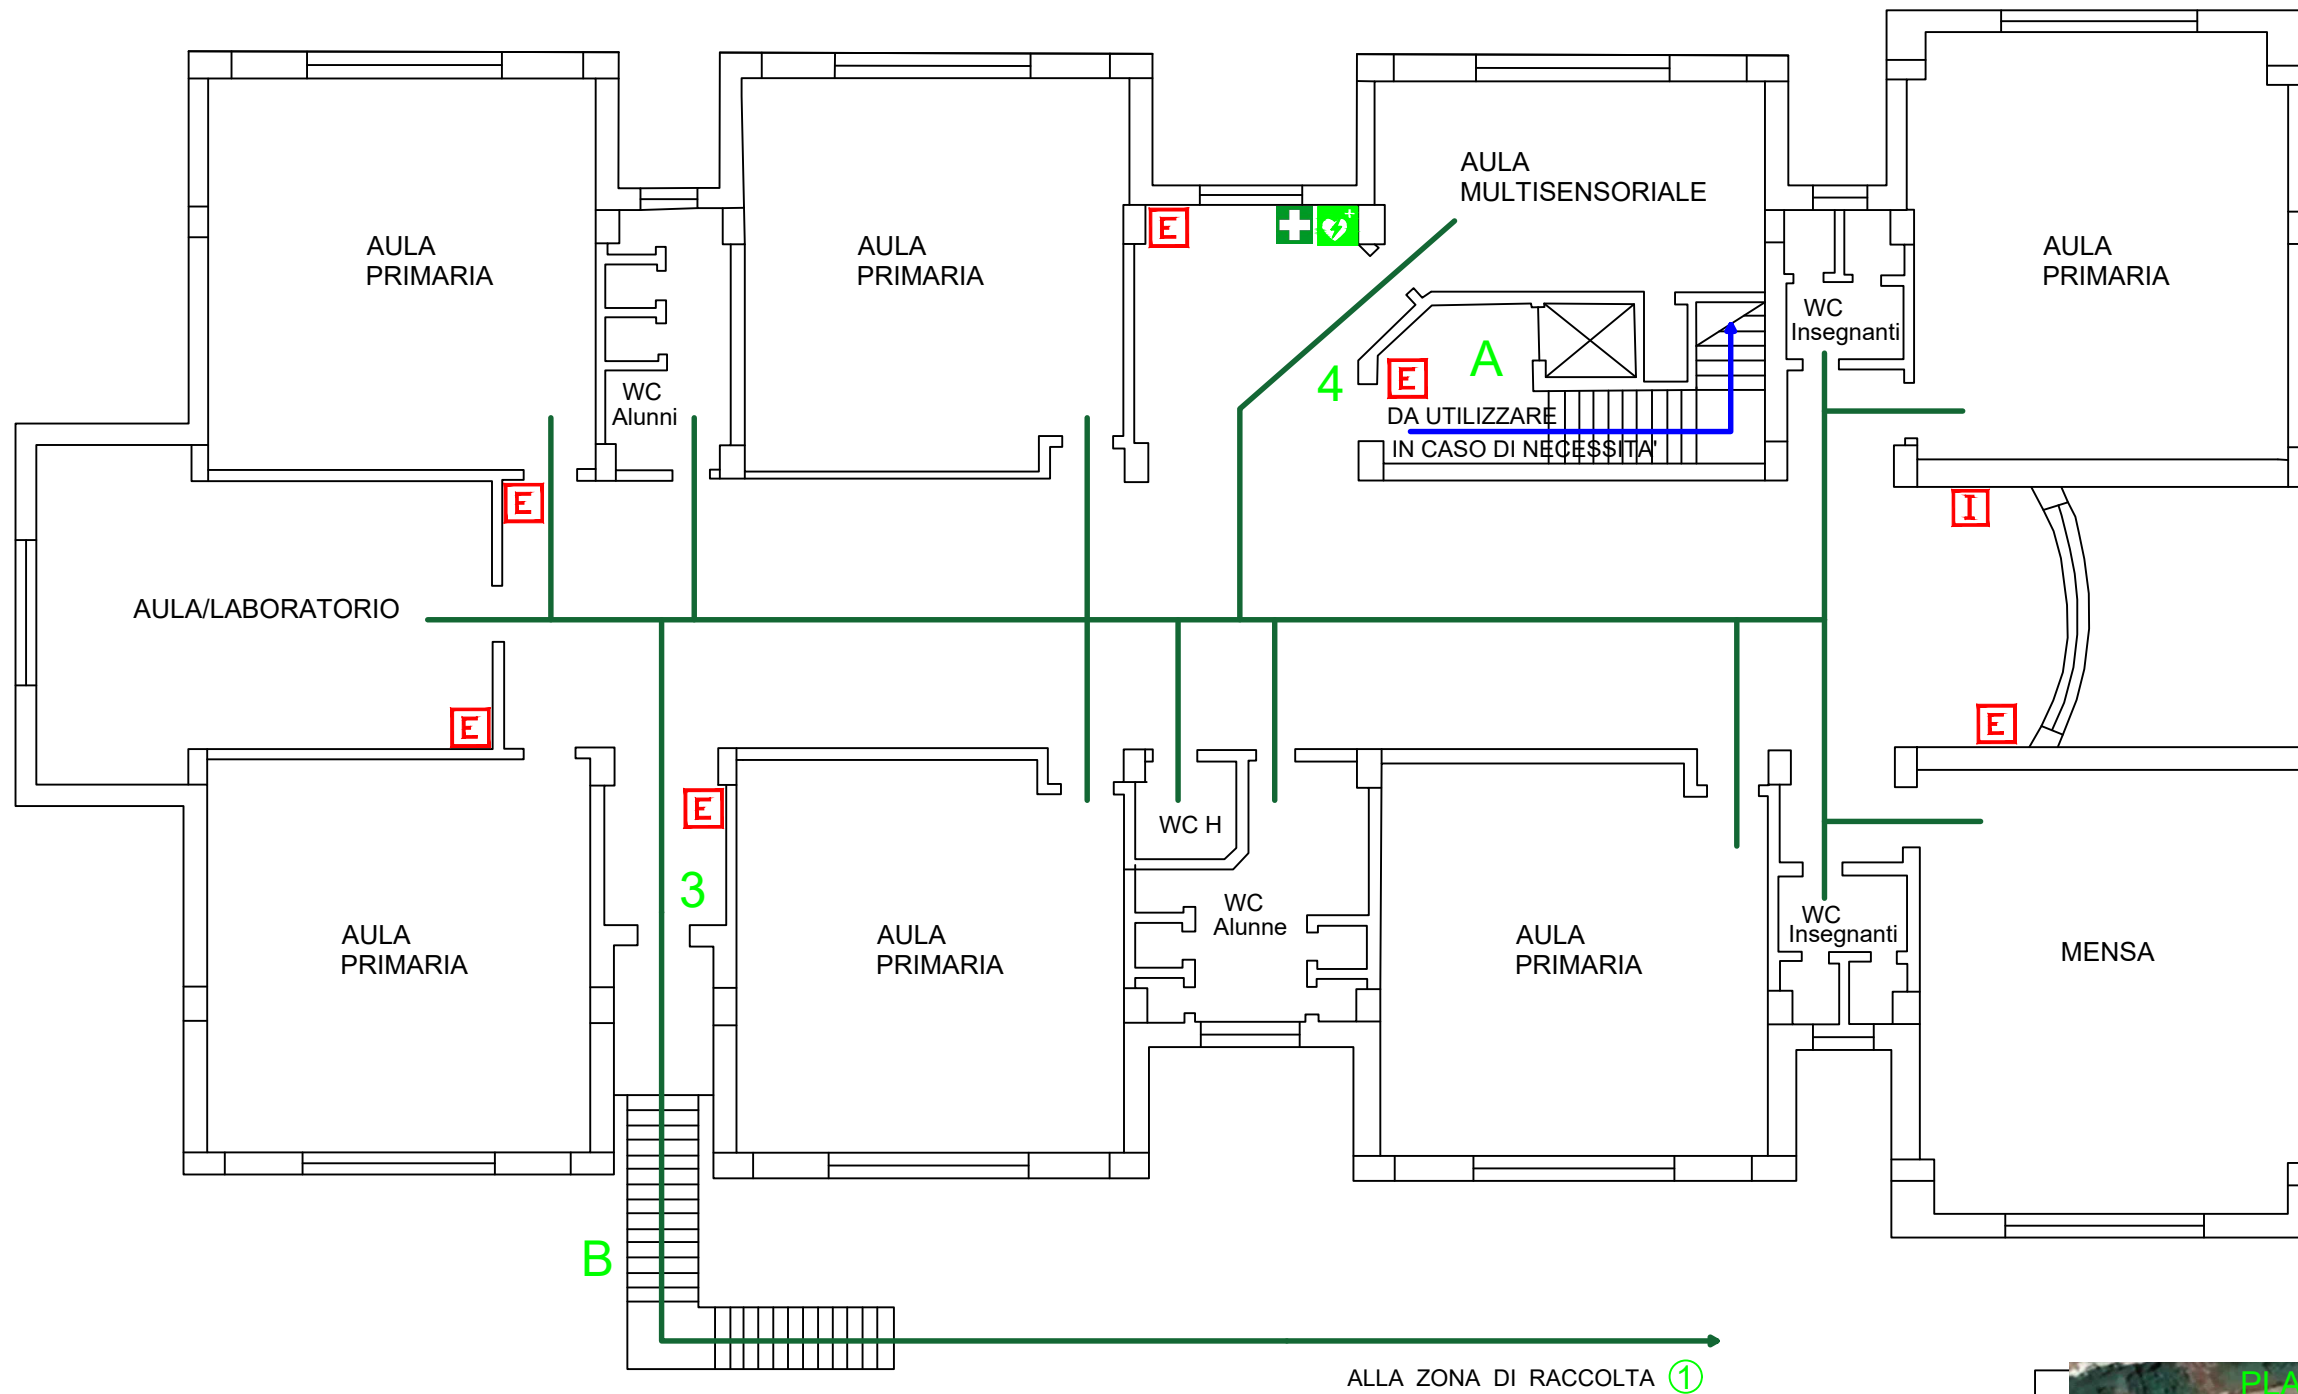 AULA
MULTISENSORIALE
AULA
PRIMARIA
AULA
PRIMARIA
AULA
PRIMARIA
E
WC
Insegnanti
4
E
A
WC
Alunni
DA UTILIZZARE
IN CASO DI NECESSITA'
E
I
AULA/LABORATORIO
E
E
E
3
WC H
WC
Alunne
WC
Insegnanti
AULA
PRIMARIA
AULA
PRIMARIA
AULA
PRIMARIA
MENSA
B
ALLA ZONA DI RACCOLTA 1